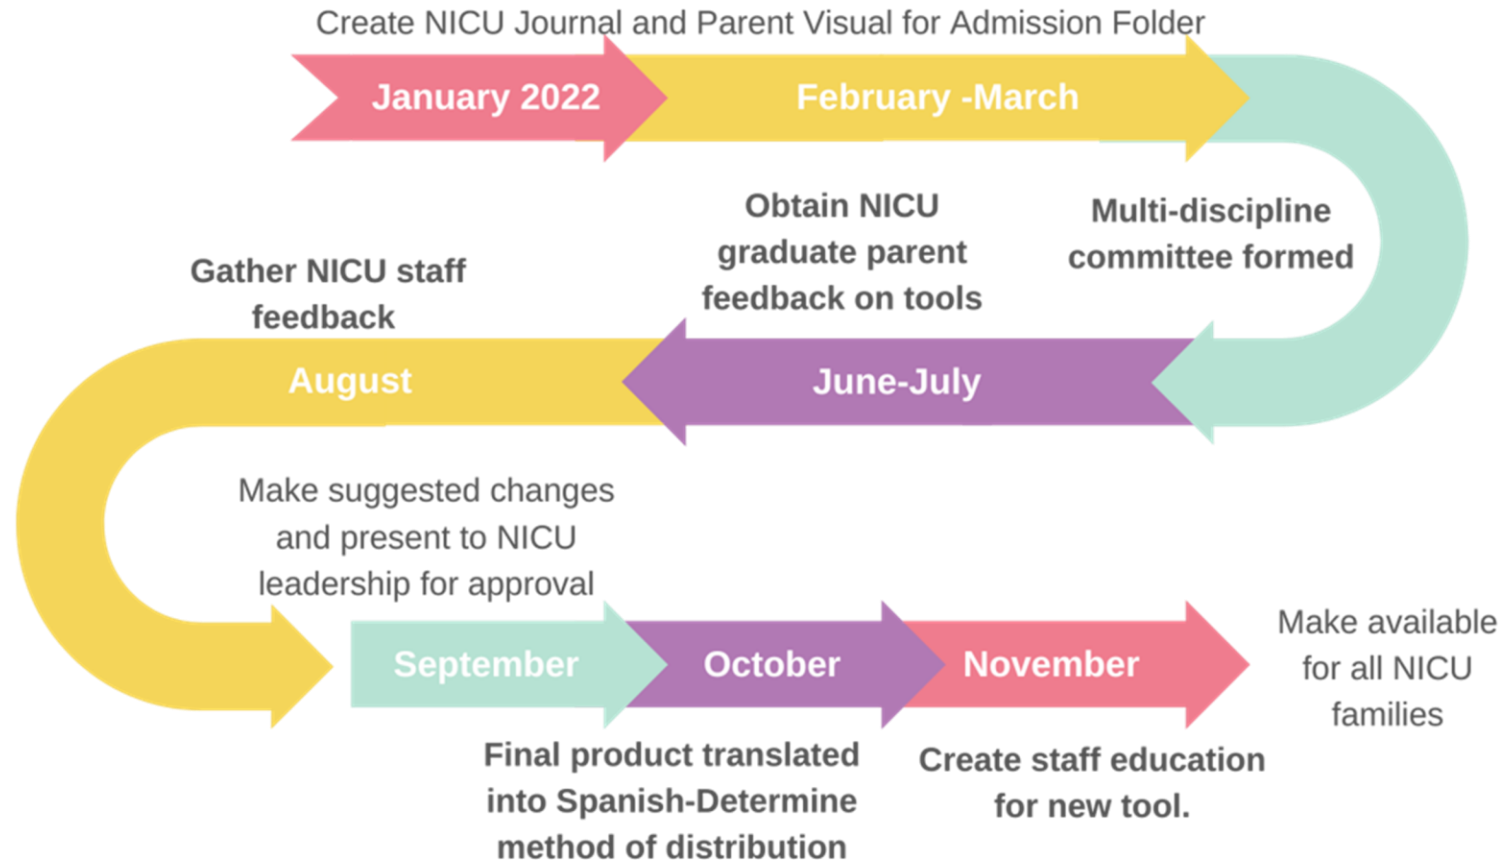 Create NICU Journal and Parent Visual for Admission Folder
January 2022
February -March
Multi-discipline
committee formed
Obtain NICU
graduate parent
feedback on tools
June-July
Gather NICU staff
feedback
August
Make suggested changes
and present to NICU
leadership for approval
September
October
November
Final product translated
into Spanish-Determine
method of distribution
Create staff education
for new tool.
Make available
for all NICU
families